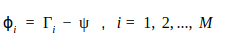 ϕᵢ = Γᵢ − ψ , i = 1, 2,..., M